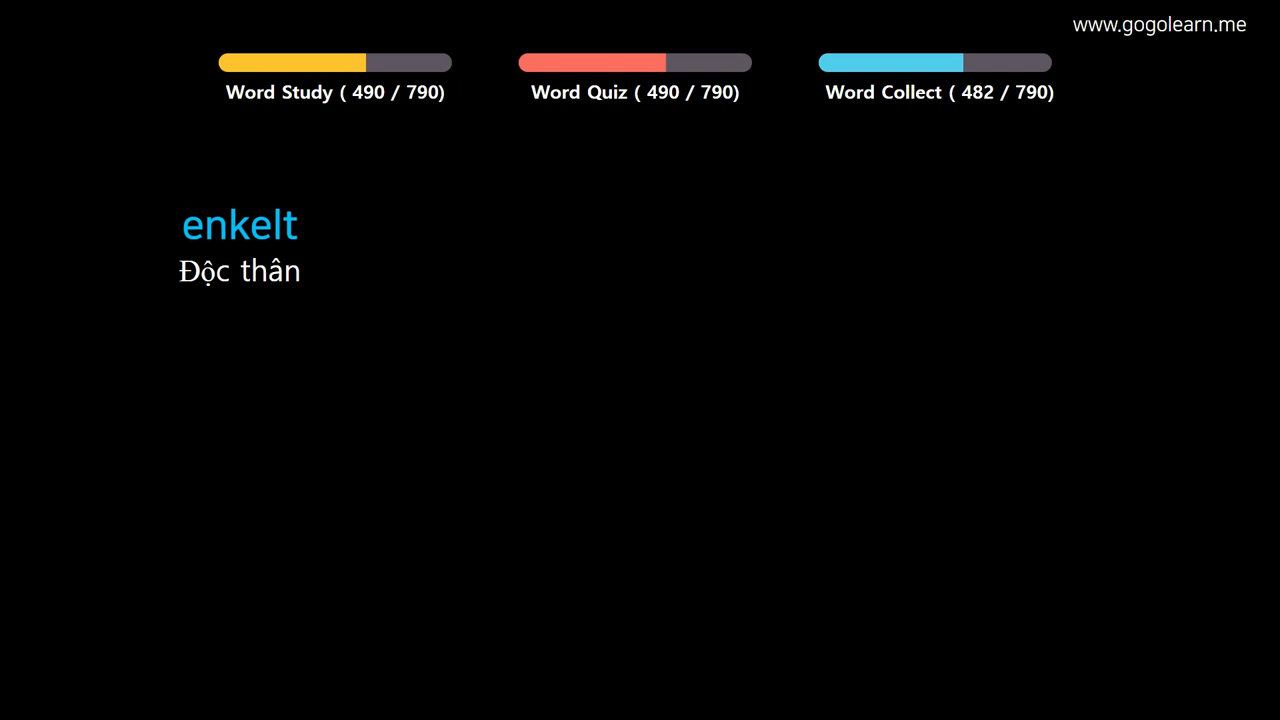 www.gogolearn.me
Word Study ( 490 / 790)
Word Quiz ( 490 / 790)
Word Collect ( 482 / 790)
enkelt
Độc thân